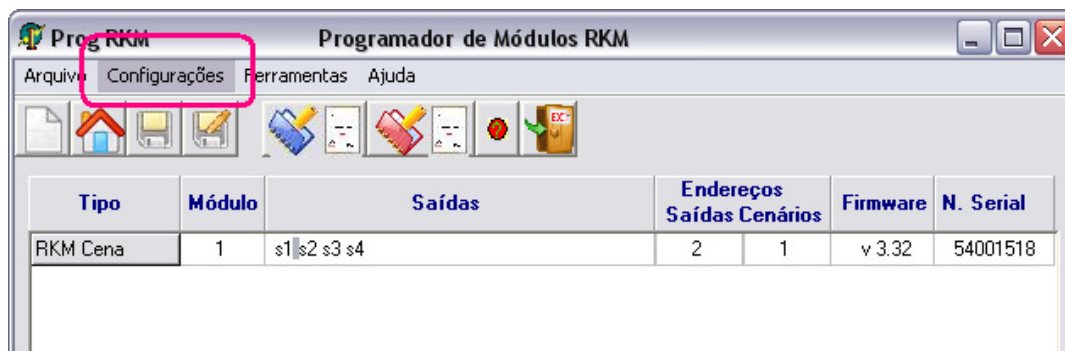 Prog RKM Programador de Módulos RKM
Arquivo Configurações Ferramentas Ajuda
EXIT
Tipo Módulo Saídas Endereços Saídas Cenários Firmware N. Serial
RKM Cena 1 s1 s2 s3 s4 2 1 v 3.32 54001518